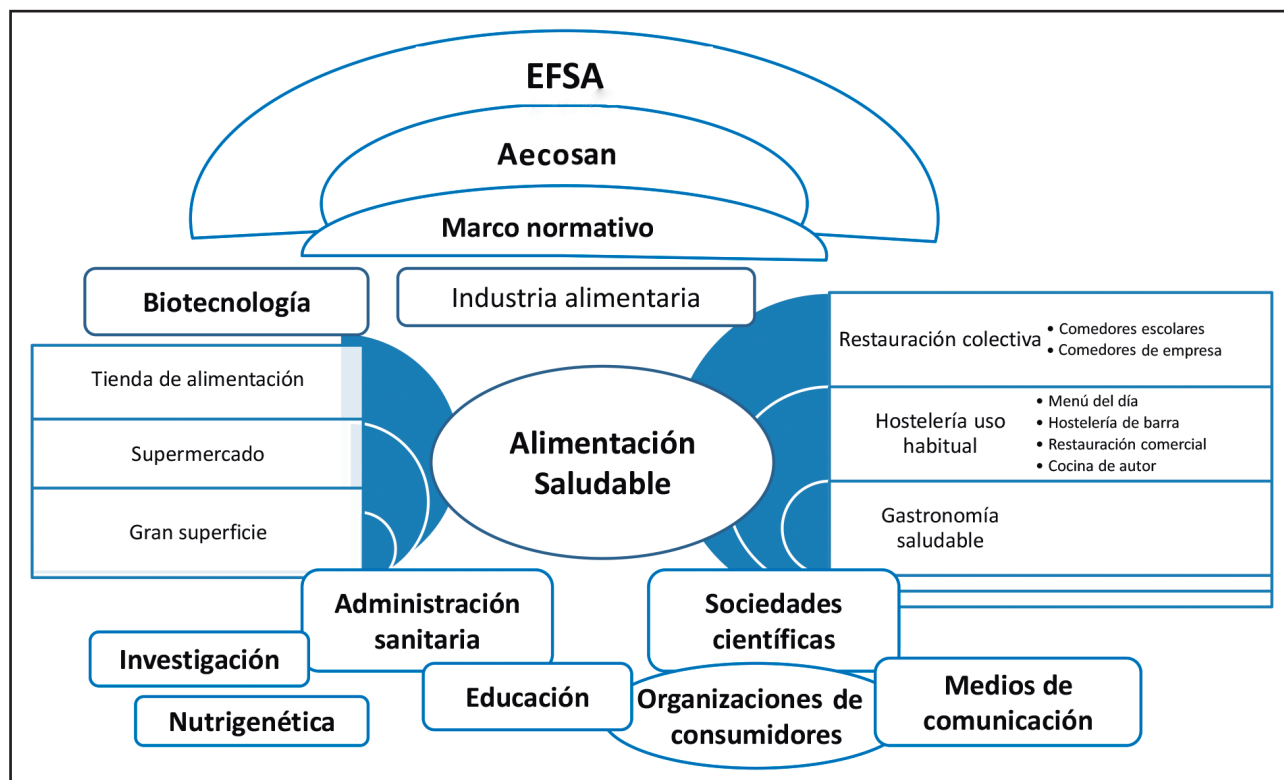 EFSA
Aecosan
Marco normativo
Biotecnología
Industria alimentaria
Tienda de alimentación
Supermercado
Gran superficie
Alimentación
Saludable
Restauración colectiva
• Comedores escolares
• Comedores de empresa
Hostelería uso
habitual
• Menú del día
• Hostelería de barra
• Restauración comercial
• Cocina de autor
Gastronomía
saludable
Administración
sanitaria
Sociedades
científicas
Investigación
Nutrigenética
Educación
Organizaciones de
consumidores
Medios de
comunicación